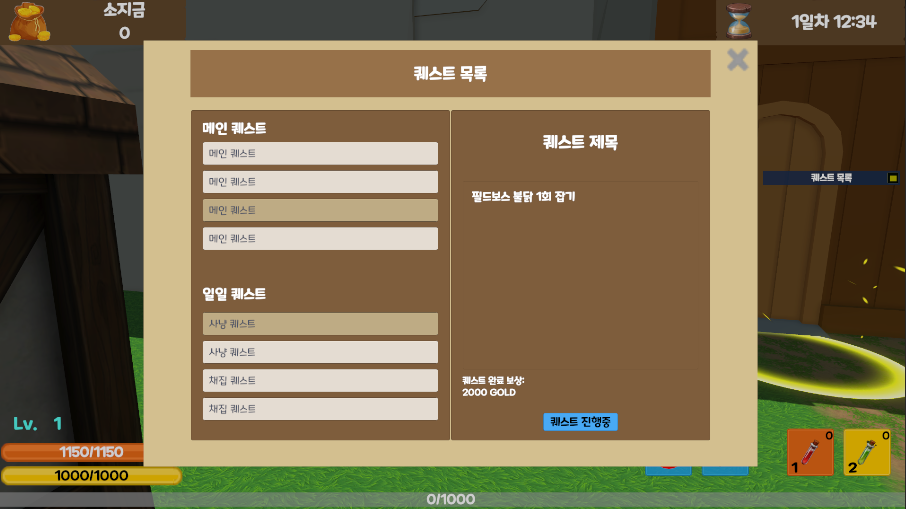 소지금
0
1일차 12:34
퀘스트 목록
메인 퀘스트
메인 퀘스트
메인 퀘스트
메인 퀘스트
메인 퀘스트
일일 퀘스트
사냥 퀘스트
사냥 퀘스트
채집 퀘스트
채집 퀘스트
퀘스트 제목
필드보스 불닭 1회 잡기
퀘스트 완료 보상:
2000 GOLD
퀘스트 진행중
퀘스트 목록
Lv. 1
1150/1150
1000/1000
0/1000
0
1
0
2